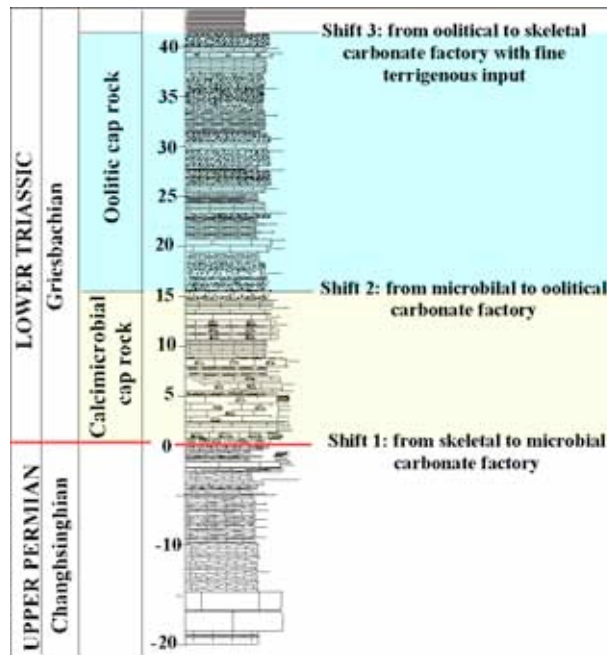 Shift 3: from oolitical to skeletal
carbonate factory with fine
terrigenous input
40
35
30
25
20
15
10
5
0
-10
-20
LOWER TRIASSIC
Griesbachian
Oolitic cap rock
Calcimicrobial
cap rock
Shift 2: from microbilal to oolitical
carbonate factory
Shift 1: from skeletal to microbial
carbonate factory
UPPER PERMIAN
Changhsinghian